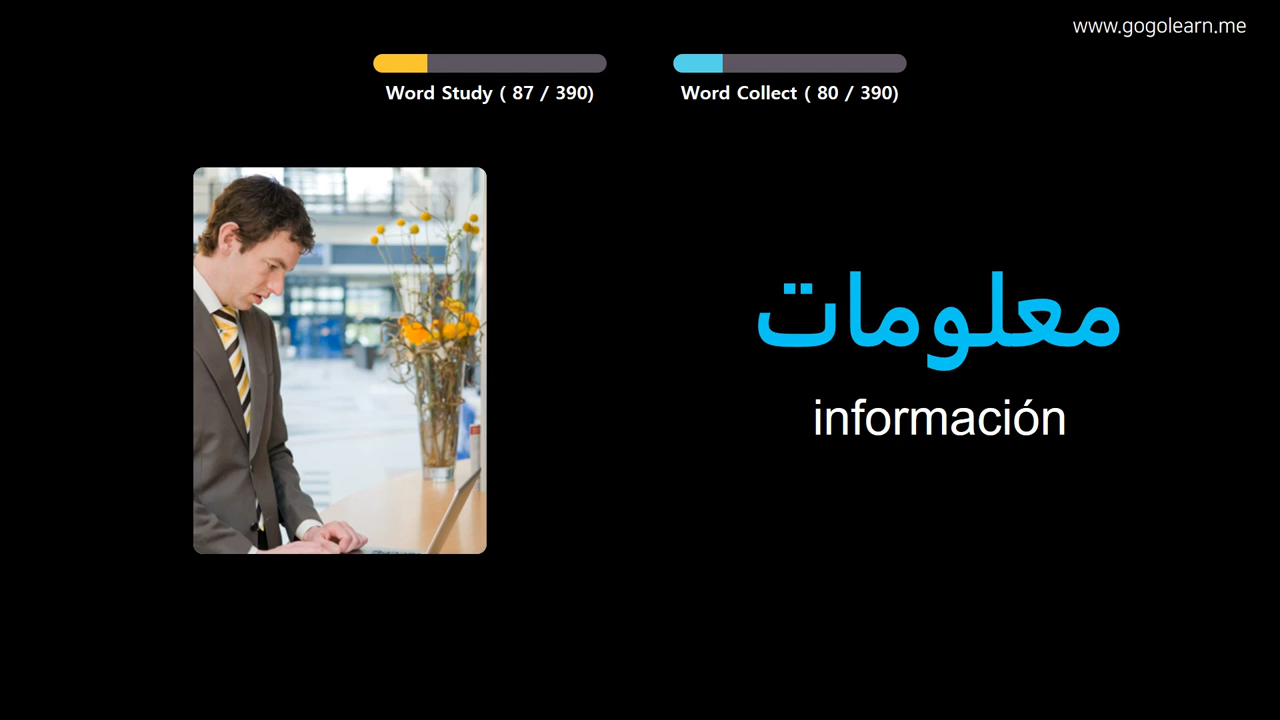 www.gogolearn.me
Word Study ( 87 / 390)
Word Collect ( 80 / 390)
معلومات
información